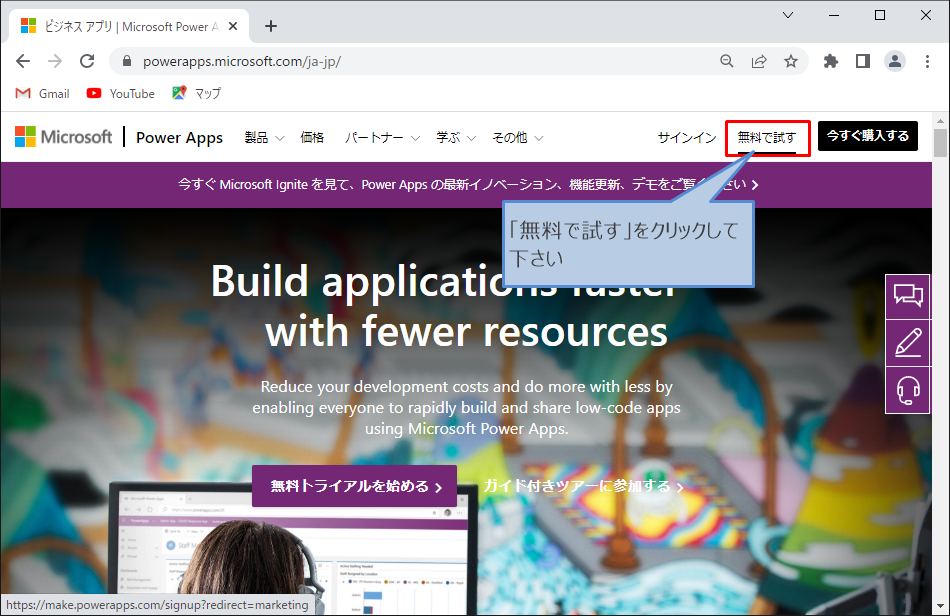 ビジネス アプリ | Microsoft Power A
powerapps.microsoft.com/ja-jp/
Gmail
YouTube
マップ
Microsoft
Power Apps
製品
価格
パートナー
学ぶ
その他
サインイン
無料で試す
今すぐ購入する
今すぐ Microsoft Ignite を見て、Power Apps の最新イノベーション、機能更新、デモをご覧ください
「無料で試す」をクリックして
下さい
Build applications faster
with fewer resources
Reduce your development costs and do more with less by
enabling everyone to rapidly build and share low-code apps
using Microsoft Power Apps.
無料トライアルを始める
ガイド付きツアーに参加する
https://make.powerapps.com/signup?redirect=marketing